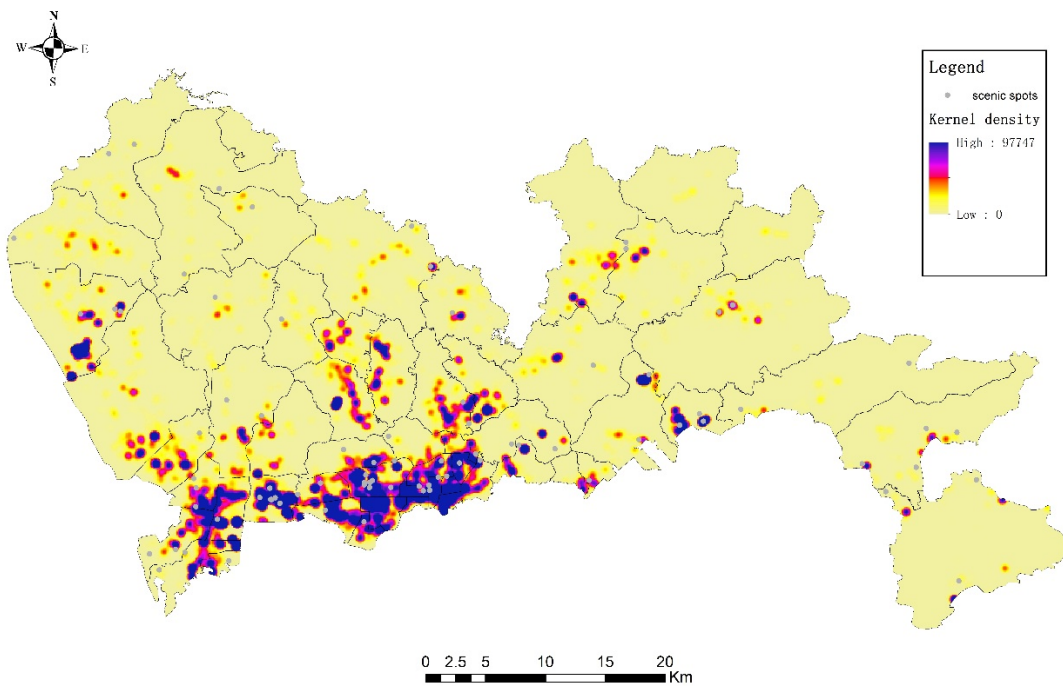 N
W E
S
Legend
scenic spots
Kernel density
High : 97747
Low : 0
0 2.5 5 10 15 20
Km